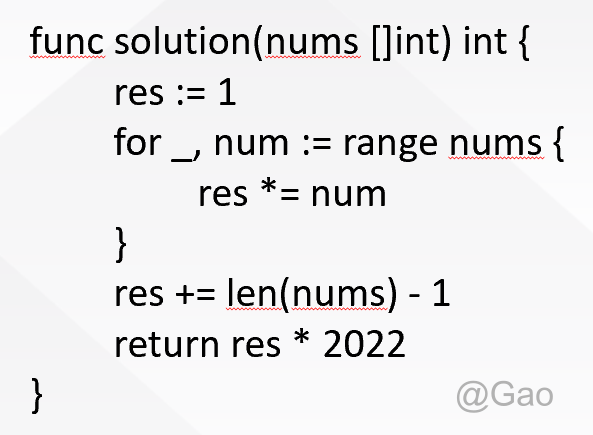 func solution(nums []int) int {
res := 1
for _, num := range nums {
res *= num
}
res += len(nums) - 1
return res * 2022
}
@Gao